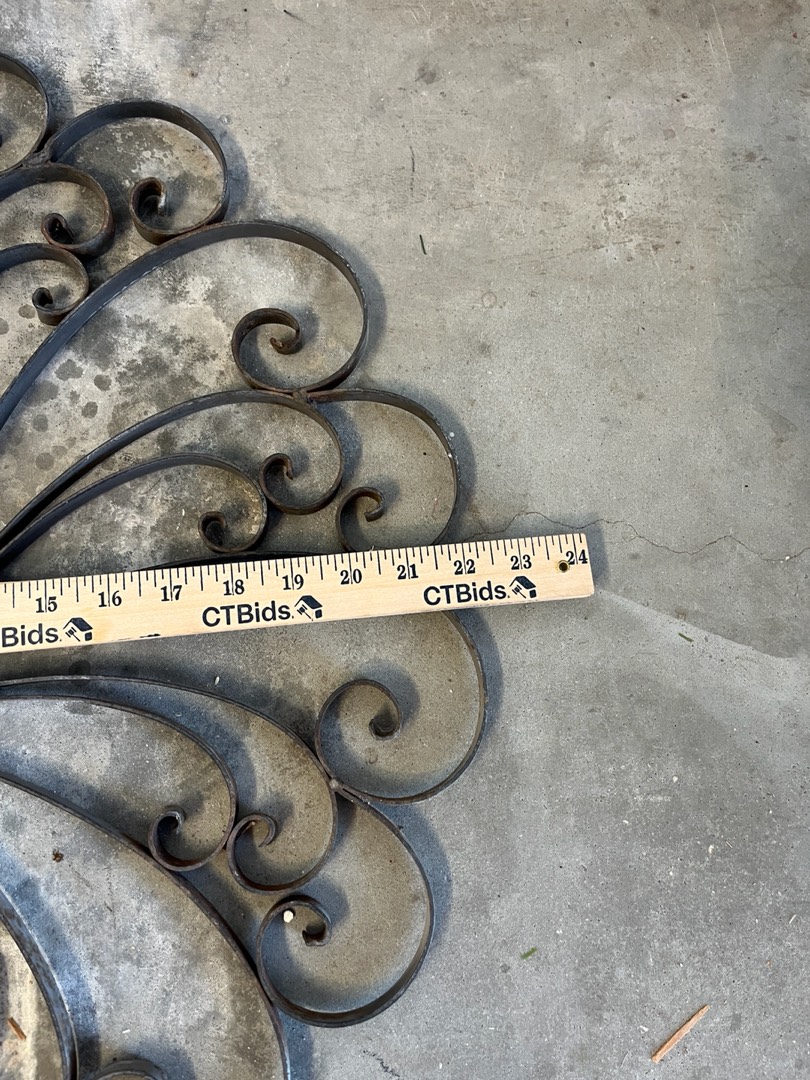 15 16 17 18 19 20 21 22 23 24
Bids. CTBids. CTBids.